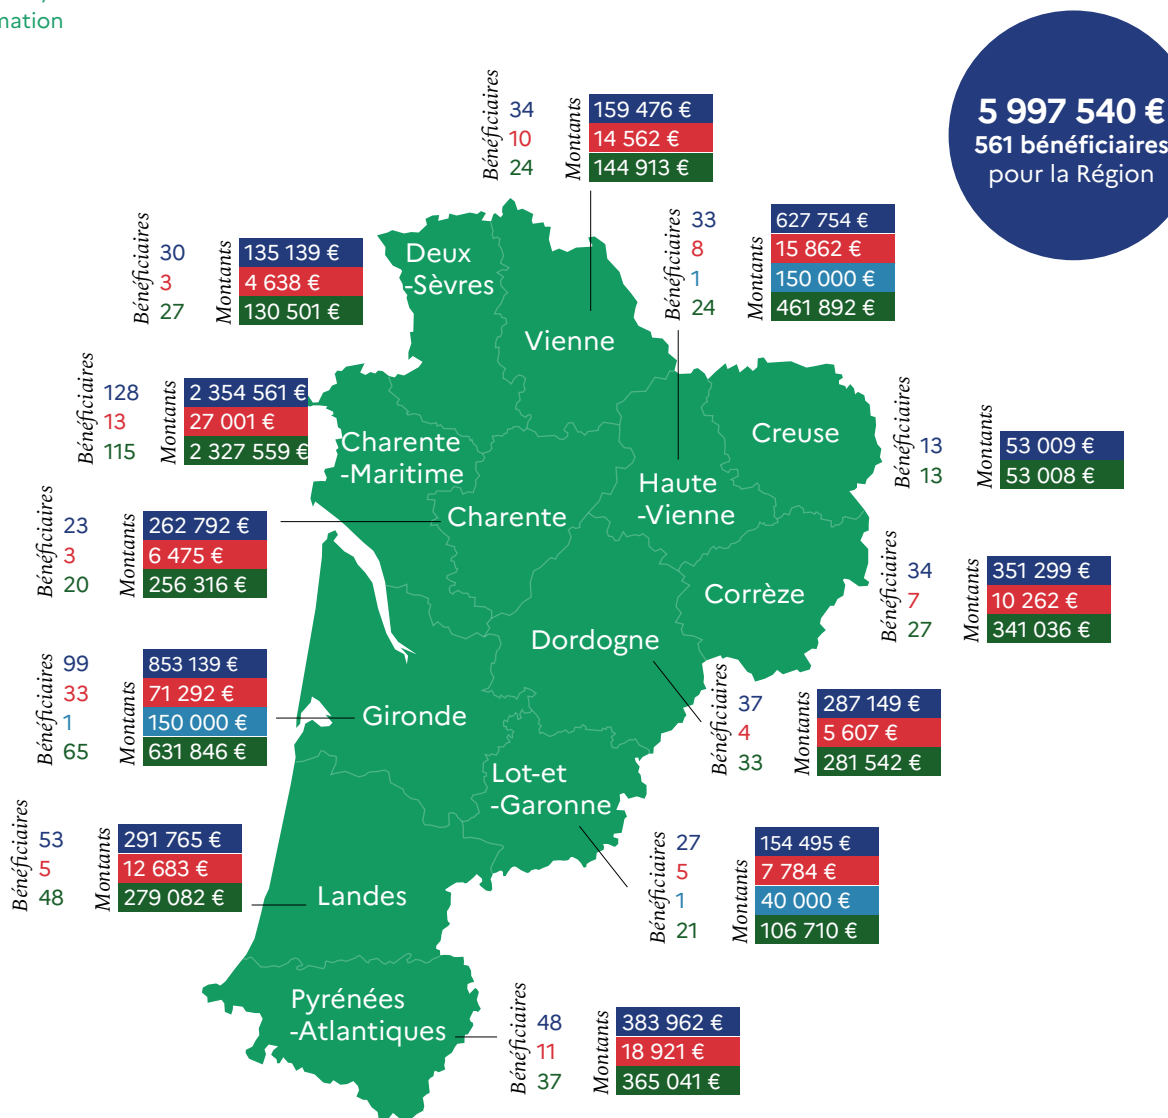 mation
5 997 540 €
561 bénéficiaires
pour la Région
Bénéficiaires
34
10
24
Montants
159 476 €
14 562 €
144 913 €
Bénéficiaires
33
8
1
24
Montants
627 754 €
15 862 €
150 000 €
461 892 €
Bénéficiaires
30
3
27
Montants
135 139 €
4 638 €
130 501 €
Deux
-Sèvres
Vienne
Bénéficiaires
128
13
115
Montants
2 354 561 €
27 001 €
2 327 559 €
Charente
-Maritime
Creuse
Bénéficiaires
13
13
Montants
53 009 €
53 008 €
Haute
-Vienne
Charente
Bénéficiaires
23
3
20
Montants
262 792 €
6 475 €
256 316 €
Corrèze
Bénéficiaires
34
7
27
Montants
351 299 €
10 262 €
341 036 €
Dordogne
Bénéficiaires
37
4
33
Montants
287 149 €
5 607 €
281 542 €
Bénéficiaires
99
33
1
65
Montants
853 139 €
71 292 €
150 000 €
631 846 €
Gironde
Lot-et
-Garonne
Bénéficiaires
27
5
1
21
Montants
154 495 €
7 784 €
40 000 €
106 710 €
Bénéficiaires
53
5
48
Montants
291 765 €
12 683 €
279 082 €
Landes
Pyrénées
-Atlantiques
Bénéficiaires
48
11
37
Montants
383 962 €
18 921 €
365 041 €